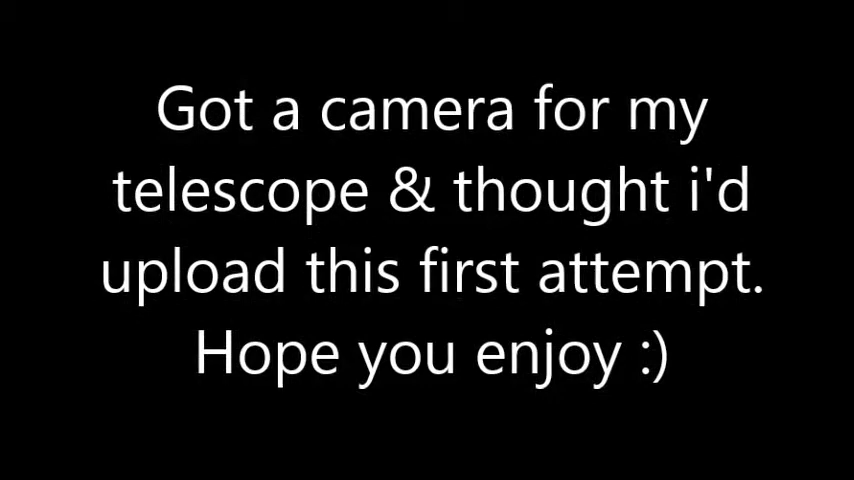 Got a camera for my
telescope & thought i'd
upload this first attempt.
Hope you enjoy :)